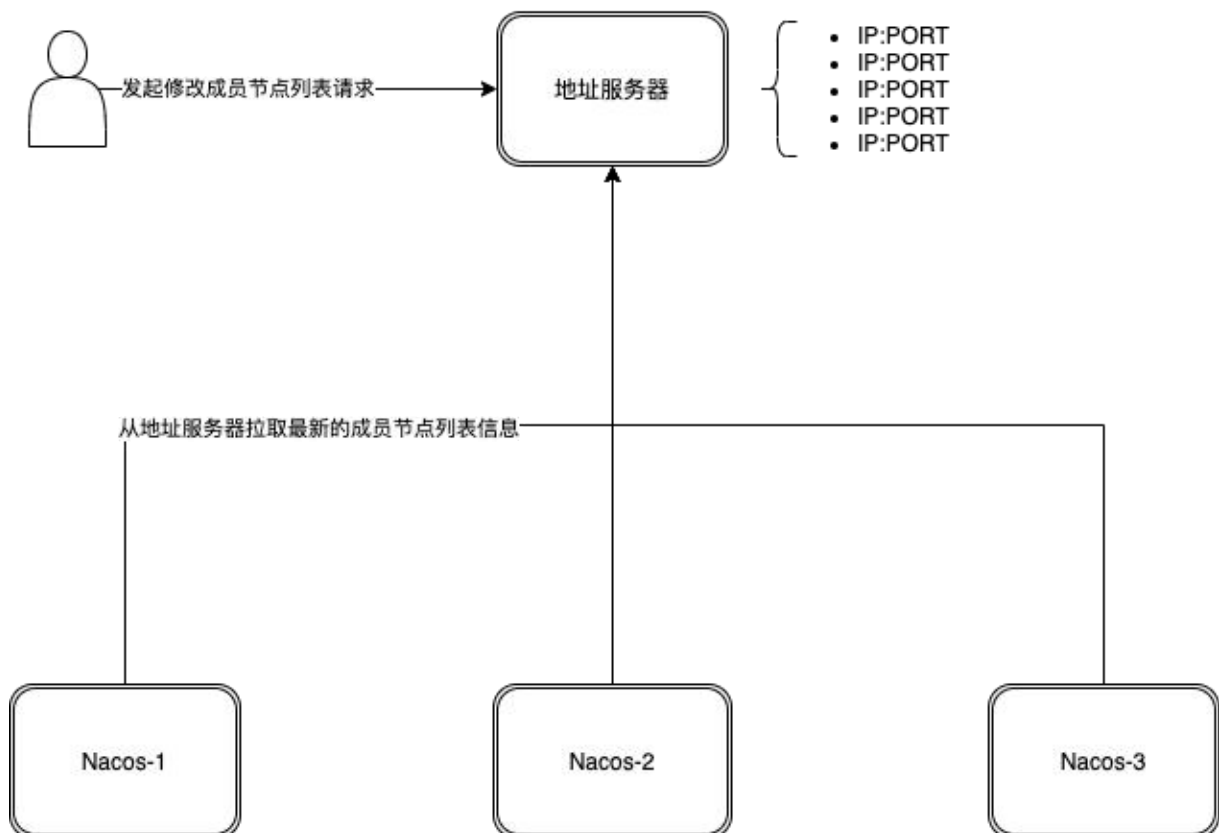 发起修改成员节点列表请求
地址服务器
• IP:PORT
• IP:PORT
• IP:PORT
• IP:PORT
• IP:PORT
从地址服务器拉取最新的成员节点列表信息
Nacos-1
Nacos-2
Nacos-3